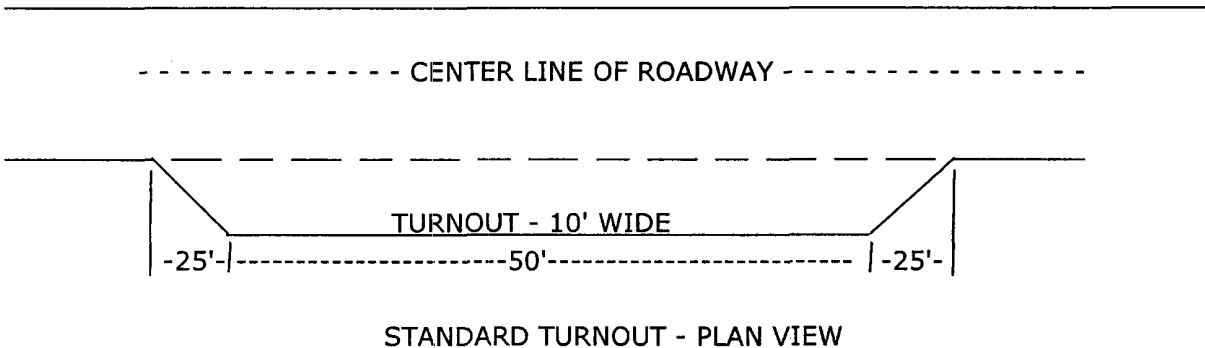 CENTER LINE OF ROADWAY
TURNOUT - 10' WIDE
-25'- -50'- -25'-
STANDARD TURNOUT - PLAN VIEW